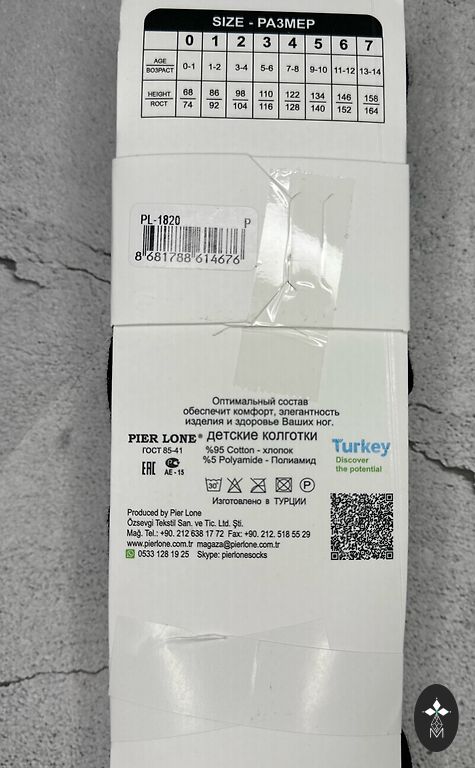 SIZE - РАЗМЕР
0 1 2 3 4 5 6 7
AGE ВОЗРАСТ 0-1 1-2 3-4 5-6 7-8 9-10 11-12 13-14
HEIGHT РОСТ 68 74 86 92 98 104 110 116 122 128 134 140 146 152 158 164
PL-1820 P
8 681788 614676
Оптимальный состав
обеспечит комфорт, элегантность
изделия и здоровье Ваших ног.
PIER LONE® детские колготки
ГОСТ 85-41 %95 Cotton - хлопок
%5 Polyamide - Полиамид
Turkey
Discover
the potential
EAC AE - 15
30° P
Изготовлено в ТУРЦИИ
Produced by Pier Lone
Özsevgi Tekstil San. ve Tic. Ltd. Şti.
Mağ. Tel.: +90. 212 638 17 72 Fax: +90. 212. 518 55 29
www.pierlone.com.tr magaza@pierlone.com.tr
0533 128 19 25 Skype: pierlonesocks